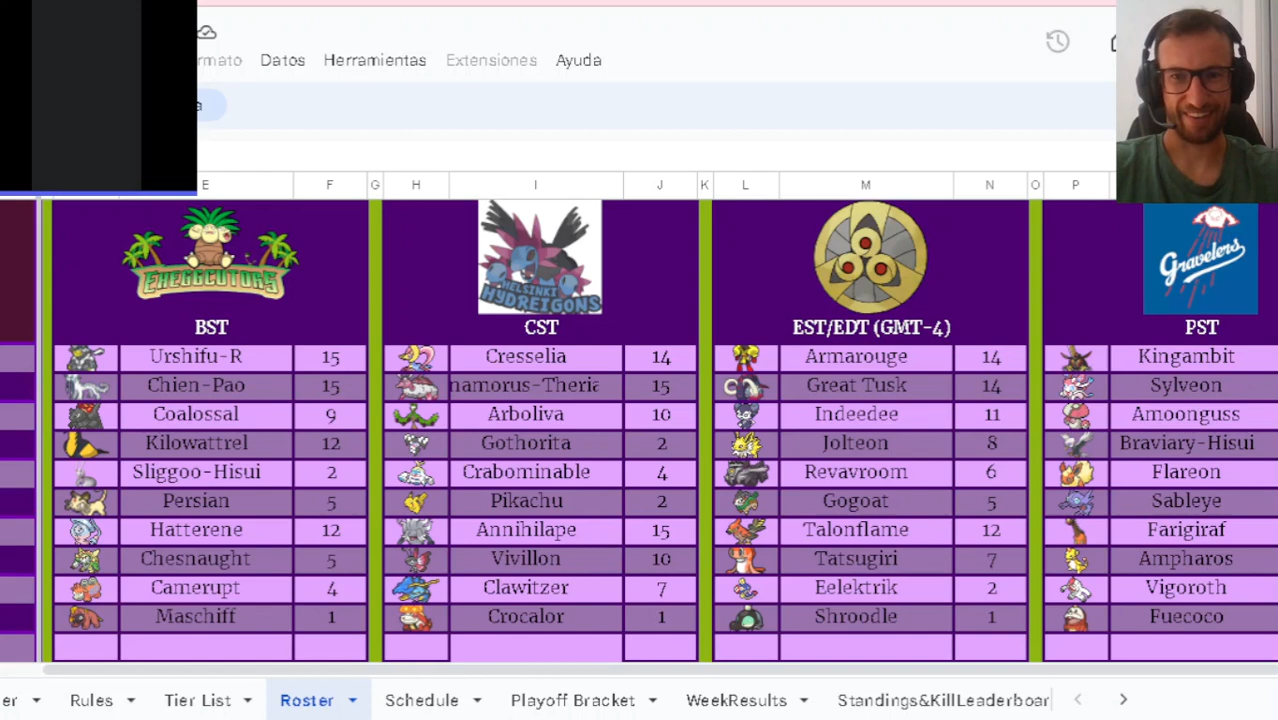 rmato Datos Herramientas Extensiones Ayuda
a
E F G H I J K L M N O P
EXEGGCUTORS HELSINKI HYDREIGONS Gravelers
BST CST EST/EDT (GMT-4) PST
Urshifu-R 15 Cresselia 14 Armarouge 14 Kingambit
Chien-Pao 15 namorus-Theria 15 Great Tusk 14 Sylveon
Coalossal 9 Arboliva 10 Indeedee 11 Amoonguss
Kilowattrel 12 Gothorita 2 Jolteon 8 Braviary-Hisui
Sliggoo-Hisui 2 Crabominable 4 Revavroom 6 Flareon
Persian 5 Pikachu 2 Gogoat 5 Sableye
Hatterene 12 Annihilape 15 Talonflame 12 Farigiraf
Chesnaught 5 Vivillon 10 Tatsugiri 7 Ampharos
Camerupt 4 Clawitzer 7 Eelektrik 2 Vigoroth
Maschiff 1 Crocalor 1 Shroodle 1 Fuecoco
er Rules Tier List Roster Schedule Playoff Bracket WeekResults Standings&KillLeaderboar